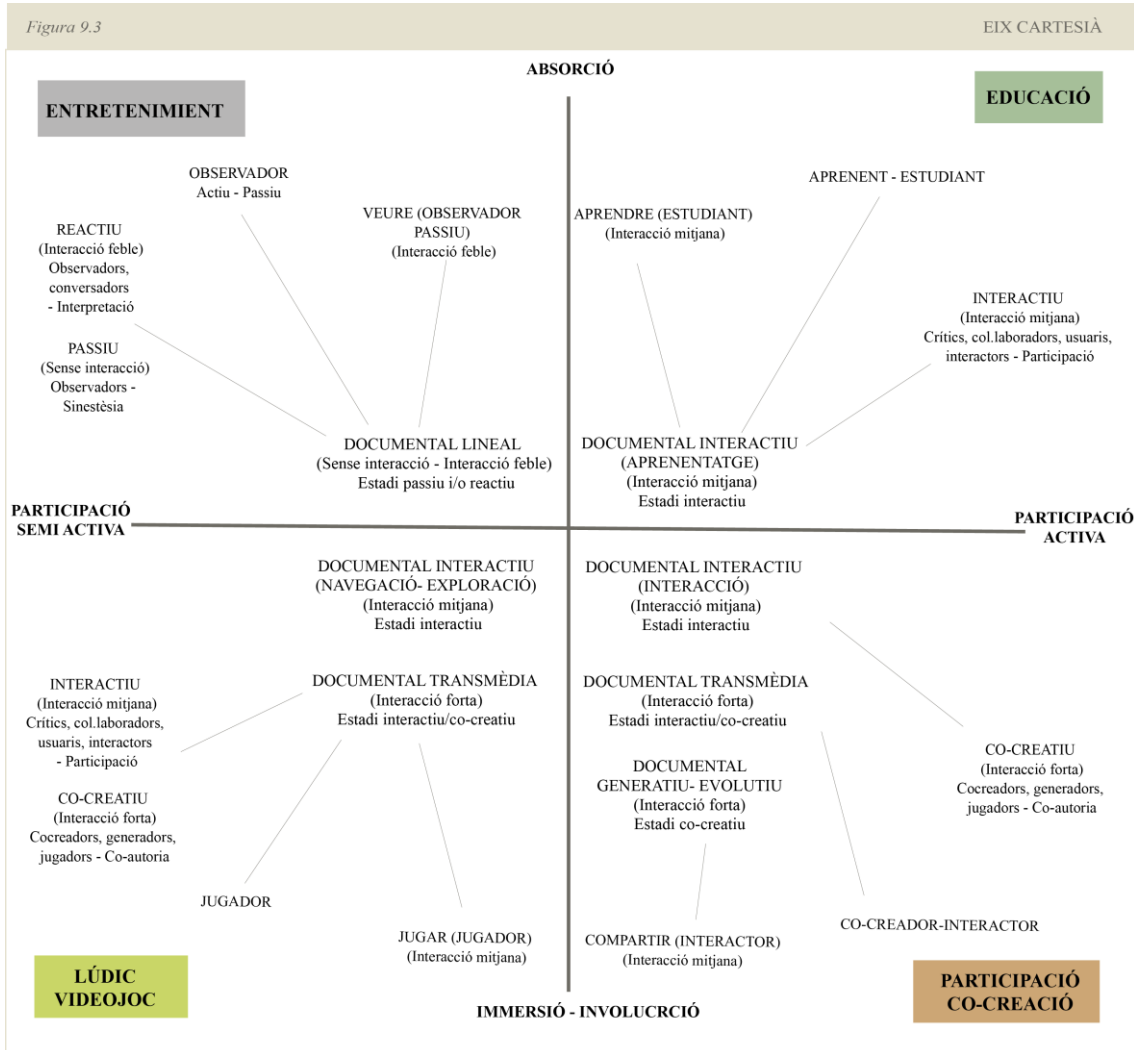 Figura 9.3
EIX CARTESIÀ
ABSORCIÓ
ENTRETENIMIENT
EDUCACIÓ
OBSERVADOR
Actiu - Passiu
VEURE (OBSERVADOR
PASSIU)
(Interacció feble)
REACTIU
(Interacció feble)
Observadors,
conversadors
- Interpretació
PASSIU
(Sense interacció)
Observadors -
Sinestèsia
DOCUMENTAL LINEAL
(Sense interacció - Interacció feble)
Estadi passiu i/o reactiu
APRENENT - ESTUDIANT
APRENDRE (ESTUDIANT)
(Interacció mitjana)
INTERACTIU
(Interacció mitjana)
Crítics, col.laboradors, usuaris,
interactors - Participació
DOCUMENTAL INTERACTIU
(APRENENTATGE)
(Interacció mitjana)
Estadi interactiu
PARTICIPACIÓ
SEMI ACTIVA
PARTICIPACIÓ
ACTIVA
DOCUMENTAL INTERACTIU
(NAVEGACIÓ- EXPLORACIÓ)
(Interacció mitjana)
Estadi interactiu
DOCUMENTAL TRANSMÈDIA
(Interacció forta)
Estadi interactiu/co-creatiu
INTERACTIU
(Interacció mitjana)
Crítics, col.laboradors,
usuaris, interactors
- Participació
CO-CREATIU
(Interacció forta)
Cocreadors, generadors,
jugadors - Co-autoria
JUGADOR
JUGAR (JUGADOR)
(Interacció mitjana)
LÚDIC
VIDEOJOC
DOCUMENTAL INTERACTIU
(INTERACCIÓ)
(Interacció mitjana)
Estadi interactiu
DOCUMENTAL TRANSMÈDIA
(Interacció forta)
Estadi interactiu/co-creatiu
DOCUMENTAL
GENERATIU- EVOLUTIU
(Interacció forta)
Estadi co-creatiu
CO-CREATIU
(Interacció forta)
Cocreadors, generadors,
jugadors - Co-autoria
CO-CREADOR-INTERACTOR
COMPARTIR (INTERACTOR)
(Interacció mitjana)
PARTICIPACIÓ
CO-CREACIÓ
IMMERSIÓ - INVOLUCRCIÓ